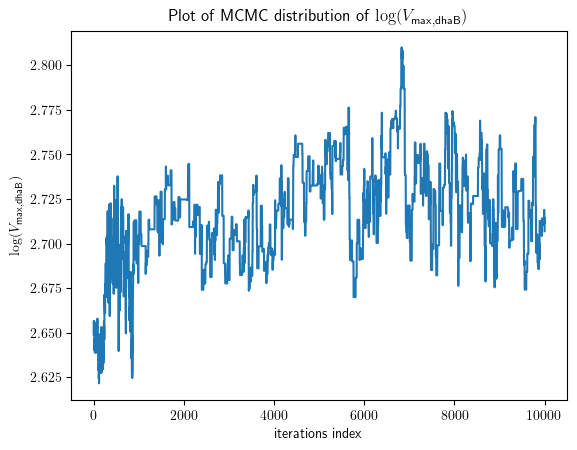 Plot of MCMC distribution of log(V_max,dhaB)
log(V_max,dhaB)
2.800
2.775
2.750
2.725
2.700
2.675
2.650
2.625
0 2000 4000 6000 8000 10000
iterations index